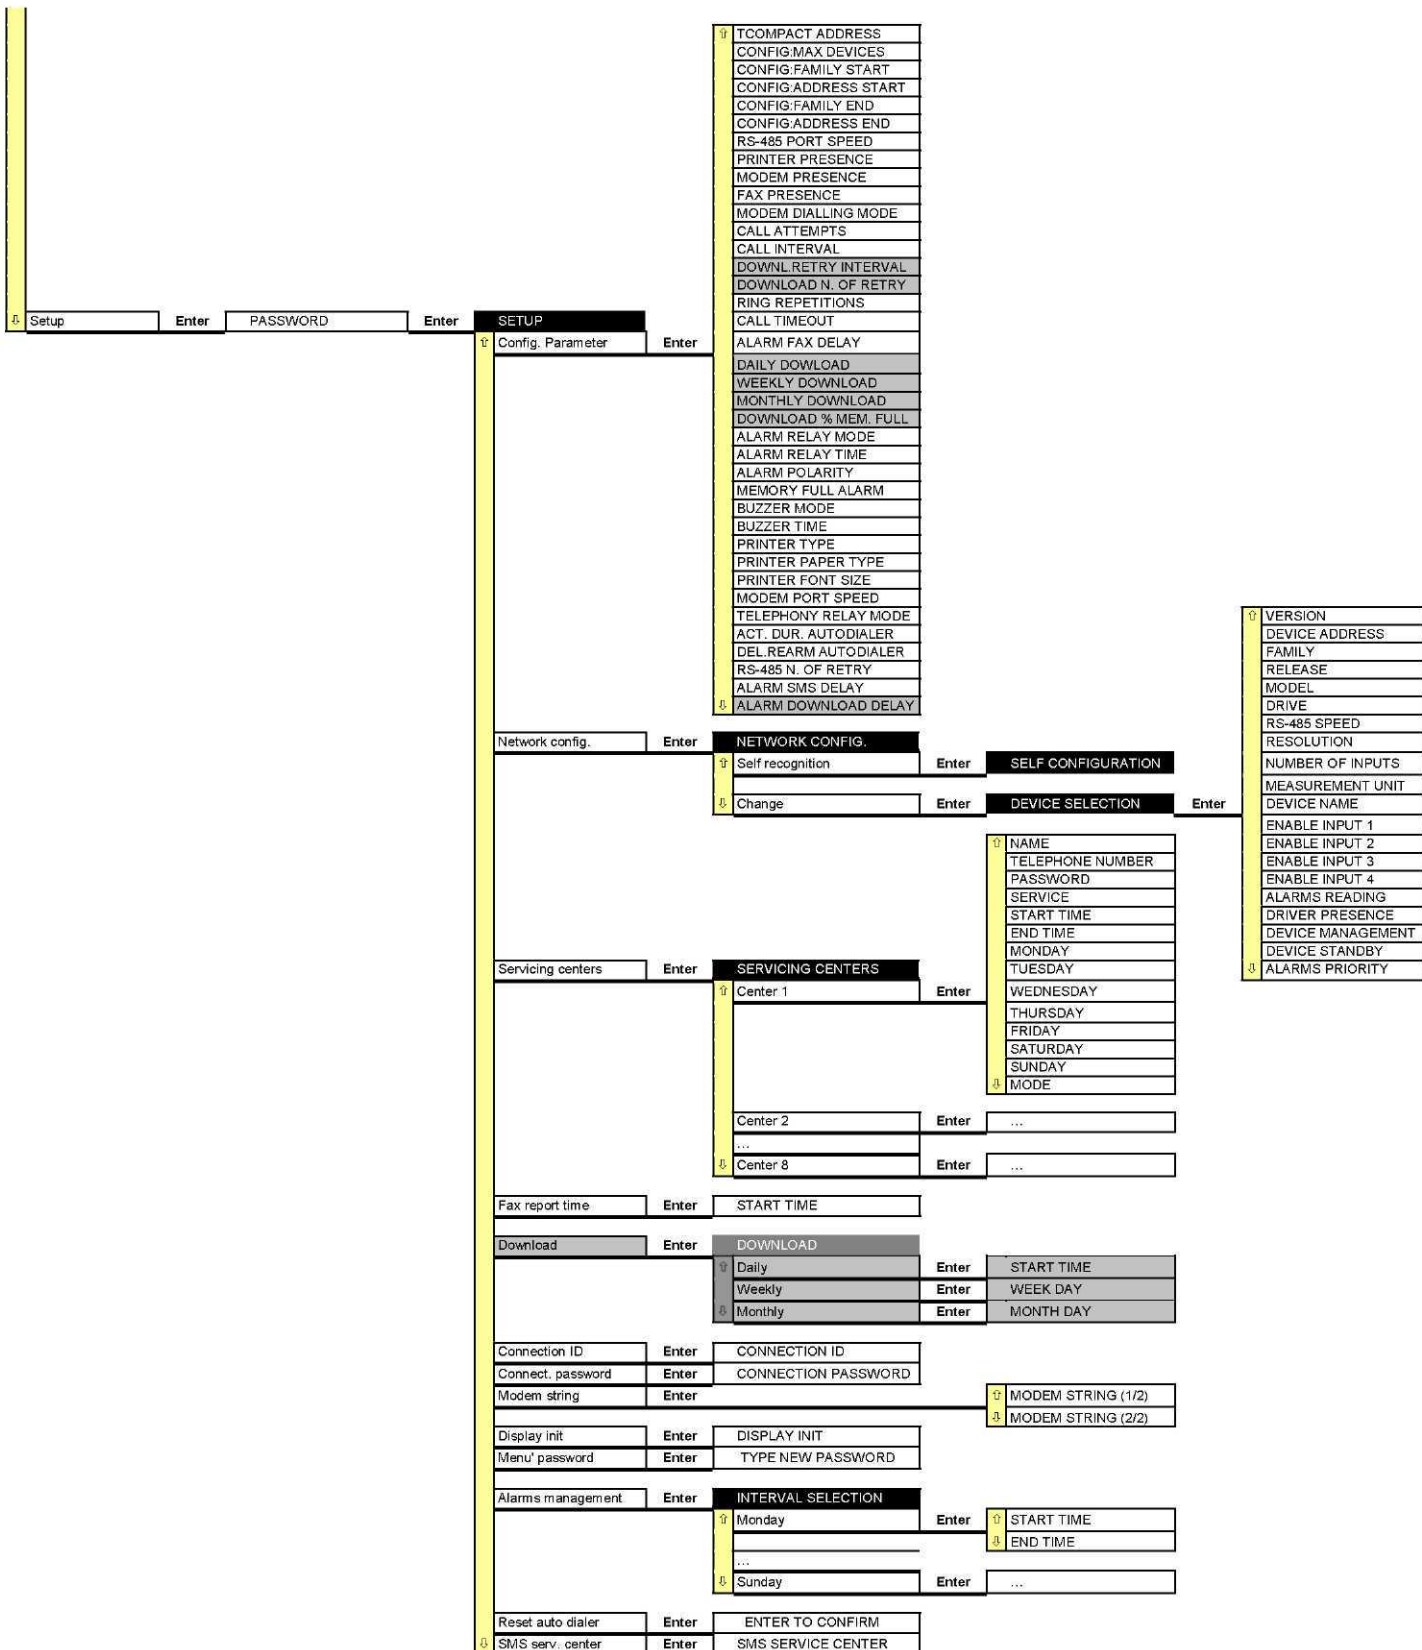 ⇧ TCOMPACT ADDRESS
CONFIG:MAX DEVICES
CONFIG:FAMILY START
CONFIG:ADDRESS START
CONFIG:FAMILY END
CONFIG:ADDRESS END
RS-485 PORT SPEED
PRINTER PRESENCE
MODEM PRESENCE
FAX PRESENCE
MODEM DIALLING MODE
CALL ATTEMPTS
CALL INTERVAL
DOWNL.RETRY INTERVAL
DOWNLOAD N. OF RETRY
RING REPETITIONS
⇩ Setup Enter PASSWORD Enter SETUP CALL TIMEOUT
⇧ Config. Parameter Enter ALARM FAX DELAY
DAILY DOWLOAD
WEEKLY DOWNLOAD
MONTHLY DOWNLOAD
DOWNLOAD % MEM. FULL
ALARM RELAY MODE
ALARM RELAY TIME
ALARM POLARITY
MEMORY FULL ALARM
BUZZER MODE
BUZZER TIME
PRINTER TYPE
PRINTER PAPER TYPE
PRINTER FONT SIZE
MODEM PORT SPEED
TELEPHONY RELAY MODE
ACT. DUR. AUTODIALER
DEL.REARM AUTODIALER
RS-485 N. OF RETRY
ALARM SMS DELAY
⇩ ALARM DOWNLOAD DELAY
Network config. Enter NETWORK CONFIG.
⇧ Self recognition Enter SELF CONFIGURATION
⇩ Change Enter DEVICE SELECTION Enter
⇧ VERSION
DEVICE ADDRESS
FAMILY
RELEASE
MODEL
DRIVE
RS-485 SPEED
RESOLUTION
NUMBER OF INPUTS
MEASUREMENT UNIT
DEVICE NAME
ENABLE INPUT 1
ENABLE INPUT 2
ENABLE INPUT 3
ENABLE INPUT 4
ALARMS READING
DRIVER PRESENCE
DEVICE MANAGEMENT
DEVICE STANDBY
⇩ ALARMS PRIORITY
Servicing centers Enter SERVICING CENTERS
⇧ Center 1 Enter
⇧ NAME
TELEPHONE NUMBER
PASSWORD
SERVICE
START TIME
END TIME
MONDAY
TUESDAY
WEDNESDAY
THURSDAY
FRIDAY
SATURDAY
SUNDAY
⇩ MODE
Center 2 Enter ...
...
⇩ Center 8 Enter ...
Fax report time Enter START TIME
Download Enter DOWNLOAD
⇧ Daily Enter START TIME
Weekly Enter WEEK DAY
⇩ Monthly Enter MONTH DAY
Connection ID Enter CONNECTION ID
Connect. password Enter CONNECTION PASSWORD
Modem string Enter ⇧ MODEM STRING (1/2)
⇩ MODEM STRING (2/2)
Display init Enter DISPLAY INIT
Menu' password Enter TYPE NEW PASSWORD
Alarms management Enter INTERVAL SELECTION
⇧ Monday Enter ⇧ START TIME
⇩ END TIME
...
⇩ Sunday Enter ...
Reset auto dialer Enter ENTER TO CONFIRM
⇩ SMS serv. center Enter SMS SERVICE CENTER